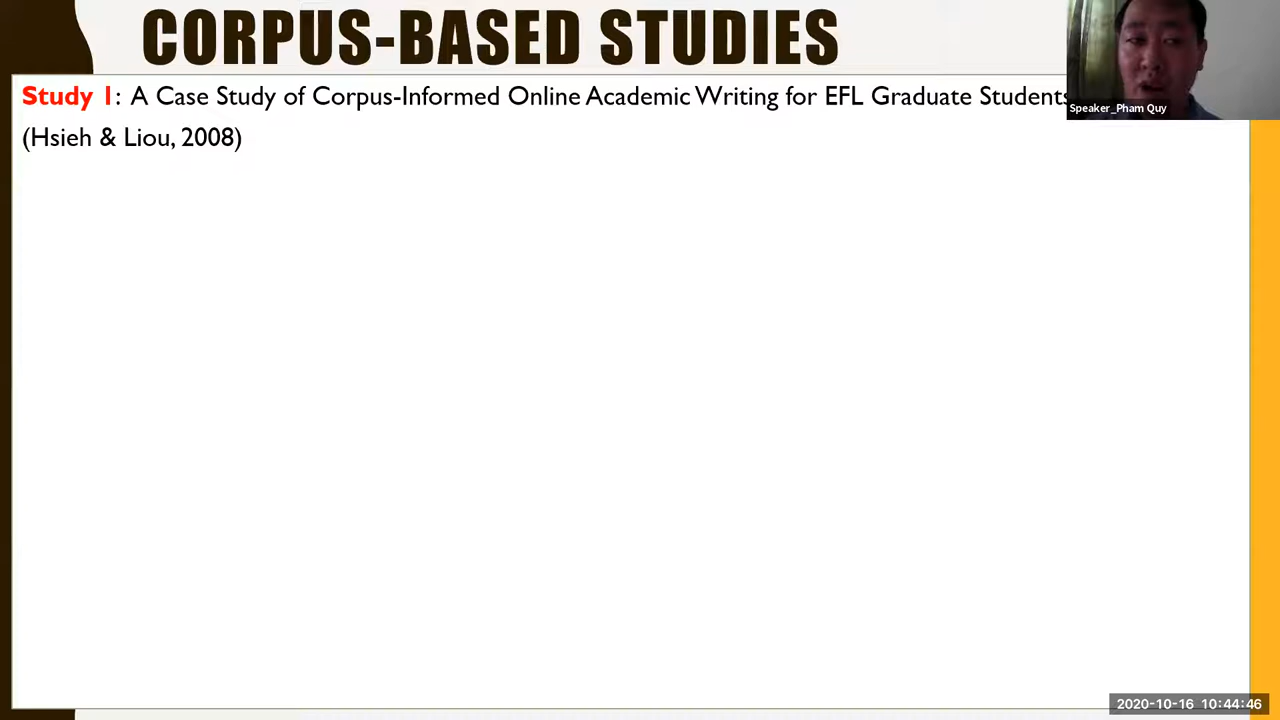 CORPUS-BASED STUDIES
Study 1: A Case Study of Corpus-Informed Online Academic Writing for EFL Graduate Students
(Hsieh & Liou, 2008)
Speaker_Pham Quy
2020-10-16 10:44:46